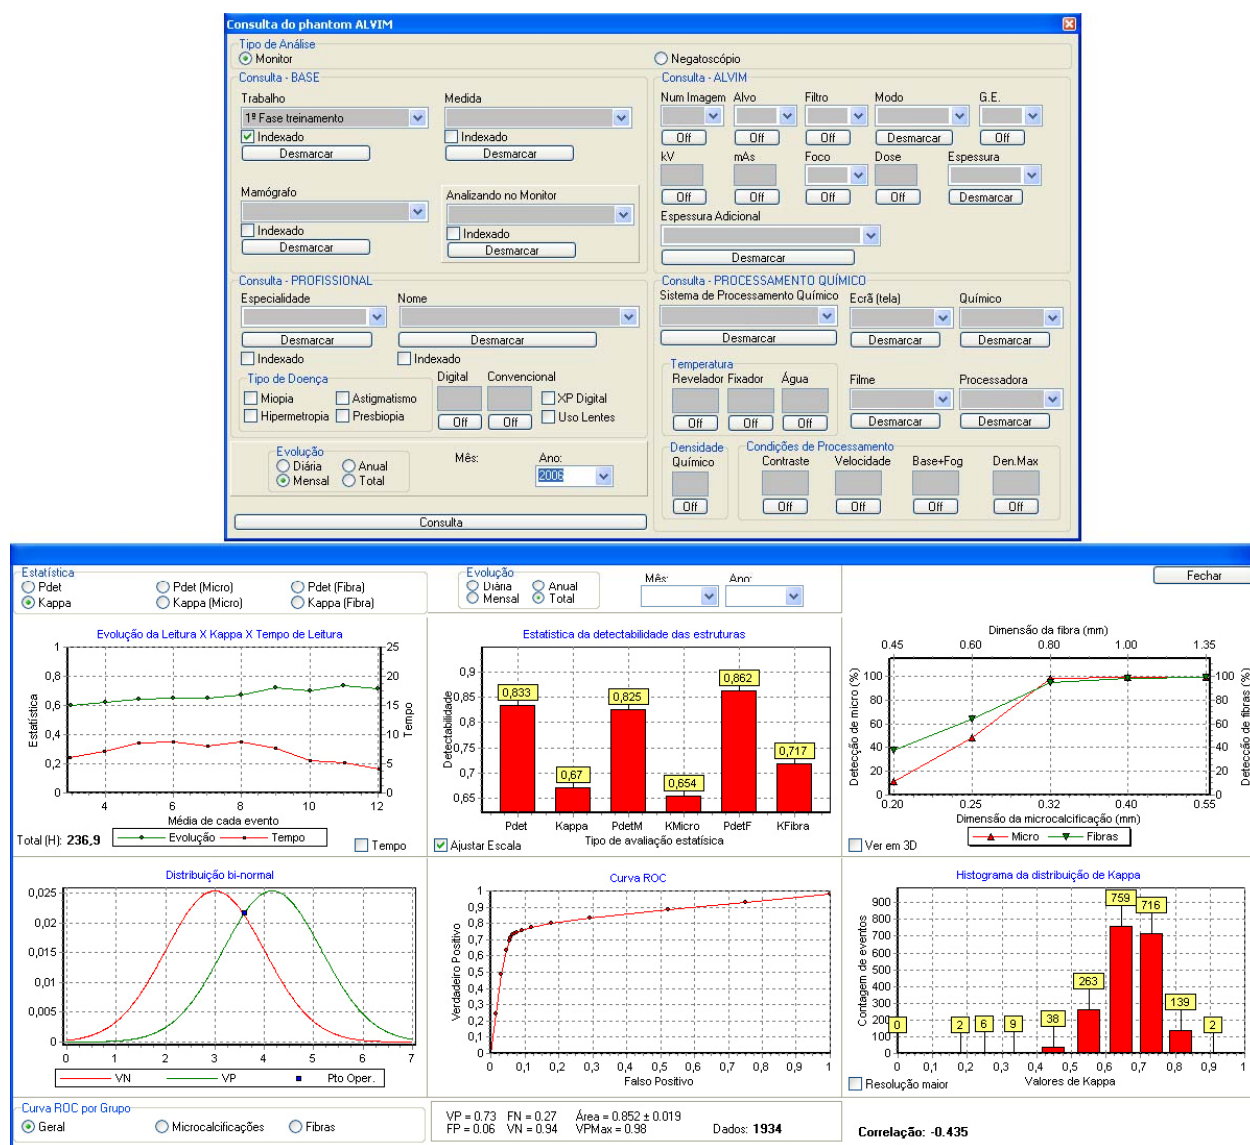 Consulta do phantom ALVIM
Tipo de Análise
Monitor
Negatoscópio
Consulta - BASE
Trabalho
Medida
1ª Fase treinamento
Indexado
Indexado
Desmarcar
Desmarcar
Mamógrafo
Analizando no Monitor
Indexado
Indexado
Desmarcar
Desmarcar
Consulta - ALVIM
Num Imagem Alvo Filtro Modo G.E.
Off Off Off Desmarcar Off
kV mAs Foco Dose Espessura
Off Off Off Off Desmarcar
Espessura Adicional
Desmarcar
Consulta - PROFISSIONAL
Especialidade
Nome
Desmarcar
Desmarcar
Indexado
Indexado
Tipo de Doença
Miopia
Astigmatismo
Hipermetropia
Presbiopia
Digital Convencional
Off Off
XP Digital
Uso Lentes
Consulta - PROCESSAMENTO QUÍMICO
Sistema de Processamento Químico Ecrã (tela) Químico
Desmarcar Desmarcar Desmarcar
Temperatura
Revelador Fixador Água
Off Off Off
Filme Processadora
Desmarcar Desmarcar
Evolução
Diária Anual
Mensal Total
Mês:
Ano:
2006
Densidade
Químico
Off
Condições de Processamento
Contraste Velocidade Base+Fog Den.Max
Off Off Off Off
Consulta
Estatística
Pdet Pdet (Micro) Pdet (Fibra)
Kappa Kappa (Micro) Kappa (Fibra)
Evolução
Diária Anual
Mensal Total
Mês: Ano:
Fechar
Evolução da Leitura X Kappa X Tempo de Leitura
1 0,8 0,6 0,4 0,2 0
Estatística
25 20 15 10 5 0
Tempo
4 6 8 10 12
Média de cada evento
Total (H): 236,9
Evolução Tempo
Tempo
Estatistica da detectabilidade das estruturas
0,9 0,85 0,8 0,75 0,7 0,65
Detectabilidade
0,833 0,67 0,825 0,654 0,862 0,717
Pdet Kappa PdetM KMicro PdetF KFibra
Ajustar Escala
Tipo de avaliação estatísica
Dimensão da fibra (mm)
0.45 0.60 0.80 1.00 1.35
100 80 60 40 20 0
Detecção de micro (%)
100 80 60 40 20 0
Detecção de fibras (%)
0.20 0.25 0.32 0.40 0.55
Dimensão da microcalcificação (mm)
Ver em 3D
Micro Fibras
Distribuição bi-normal
0,025 0,02 0,015 0,01 0,005 0
0 1 2 3 4 5 6 7
VN VP Pto Oper.
Curva ROC
1 0,9 0,8 0,7 0,6 0,5 0,4 0,3 0,2 0,1 0
Verdadeiro Positivo
0 0,1 0,2 0,3 0,4 0,5 0,6 0,7 0,8 0,9 1
Falso Positivo
Histograma da distribuição de Kappa
900 800 700 600 500 400 300 200 100 0
Contagem de eventos
0 2 6 9 38 263 759 716 139 2
0 0,1 0,2 0,3 0,4 0,5 0,6 0,7 0,8 0,9 1
Resolução maior
Valores de Kappa
Curva ROC por Grupo
Geral Microcalcificações Fibras
VP = 0.73 FN = 0.27 Área = 0.852 ± 0.019
FP = 0.06 VN = 0.94 VPMax = 0.98 Dados: 1934
Correlação: -0.435